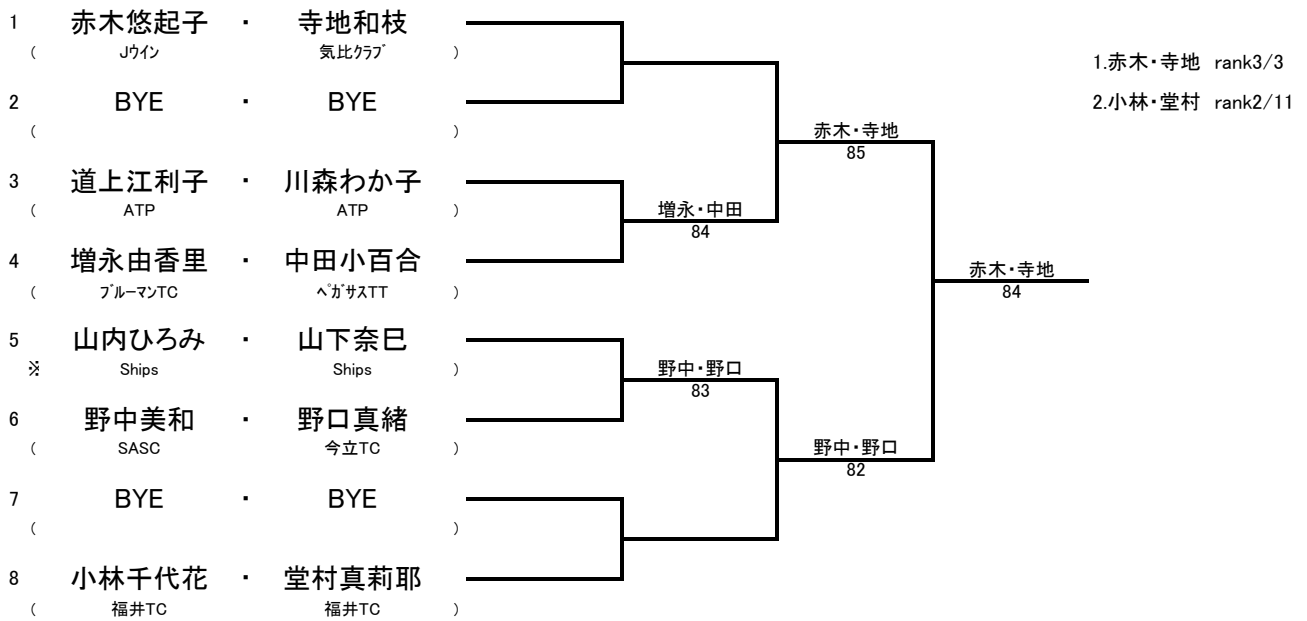 1 赤木悠起子 ・ 寺地和枝
( Jウイン 気比クラブ )
1.赤木・寺地 rank3/3
2 BYE ・ BYE
2.小林・堂村 rank2/11
( )
赤木・寺地
85
3 道上江利子 ・ 川森わか子
( ATP ATP )
増永・中田
84
4 増永由香里 ・ 中田小百合
( ブルーマンTC ペガサスTT )
赤木・寺地
84
5 山内ひろみ ・ 山下奈巳
※ Ships Ships )
野中・野口
83
6 野中美和 ・ 野口真緒
( SASC 今立TC )
野中・野口
82
7 BYE ・ BYE
( )
8 小林千代花 ・ 堂村真莉耶
( 福井TC 福井TC )